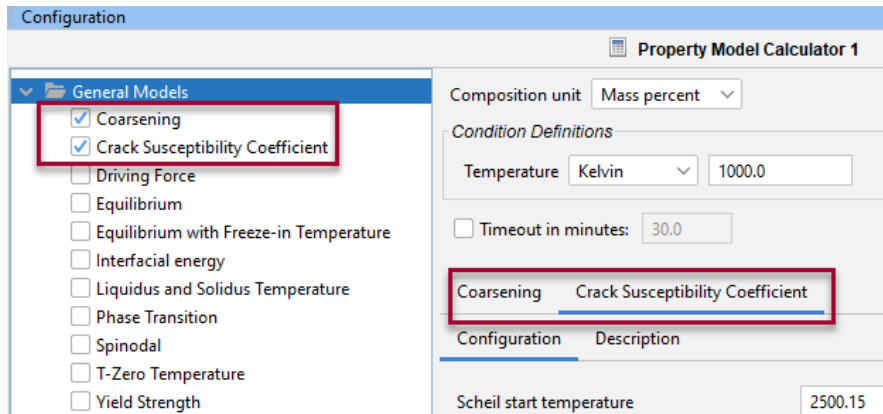 Configuration
Property Model Calculator 1
General Models
Coarsening
Crack Susceptibility Coefficient
Driving Force
Equilibrium
Equilibrium with Freeze-in Temperature
Interfacial energy
Liquidus and Solidus Temperature
Phase Transition
Spinodal
T-Zero Temperature
Yield Strength
Composition unit Mass percent
Condition Definitions
Temperature Kelvin 1000.0
Timeout in minutes: 30.0
Coarsening Crack Susceptibility Coefficient
Configuration Description
Scheil start temperature 2500.15